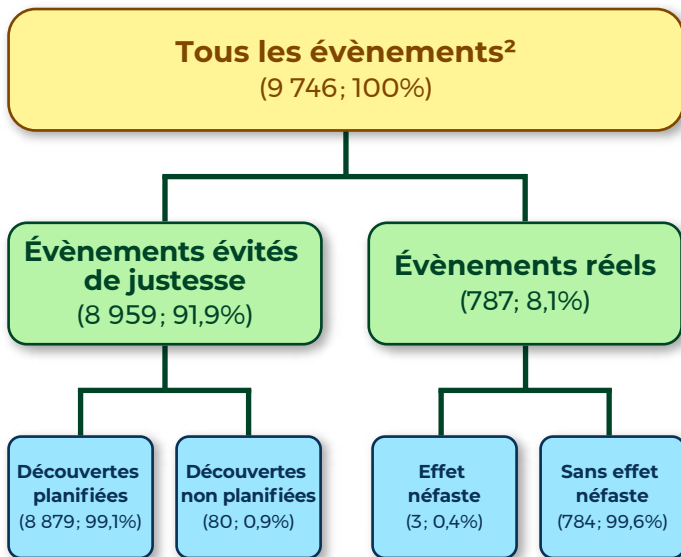 Tous les évènements²
(9 746; 100%)
Évènements évités
de justesse
(8 959; 91,9%)
Évènements réels
(787; 8,1%)
Découvertes
planifiées
(8 879; 99,1%)
Découvertes
non planifiées
(80; 0,9%)
Effet
néfaste
(3; 0,4%)
Sans effet
néfaste
(784; 99,6%)